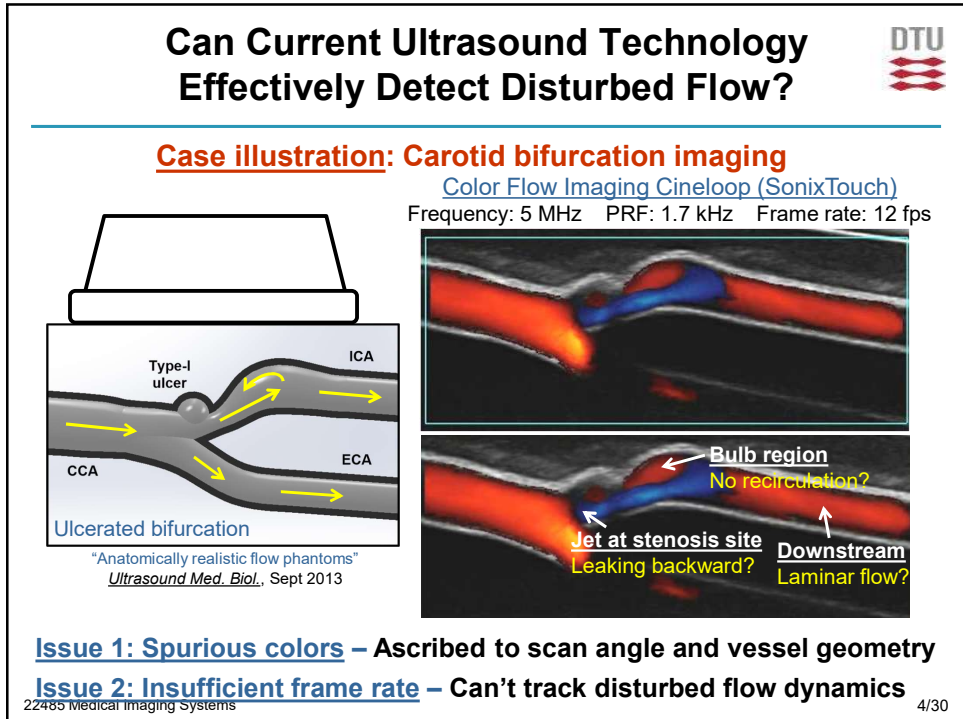 Can Current Ultrasound Technology
Effectively Detect Disturbed Flow?
DTU
Case illustration: Carotid bifurcation imaging
Color Flow Imaging Cineloop (SonixTouch)
Frequency: 5 MHz PRF: 1.7 kHz Frame rate: 12 fps
Type-I
ulcer
ICA
CCA
ECA
Ulcerated bifurcation
“Anatomically realistic flow phantoms”
Ultrasound Med. Biol., Sept 2013
Bulb region
No recirculation?
Jet at stenosis site
Leaking backward?
Downstream
Laminar flow?
Issue 1: Spurious colors – Ascribed to scan angle and vessel geometry
Issue 2: Insufficient frame rate – Can’t track disturbed flow dynamics
22485 Medical Imaging Systems
4/30